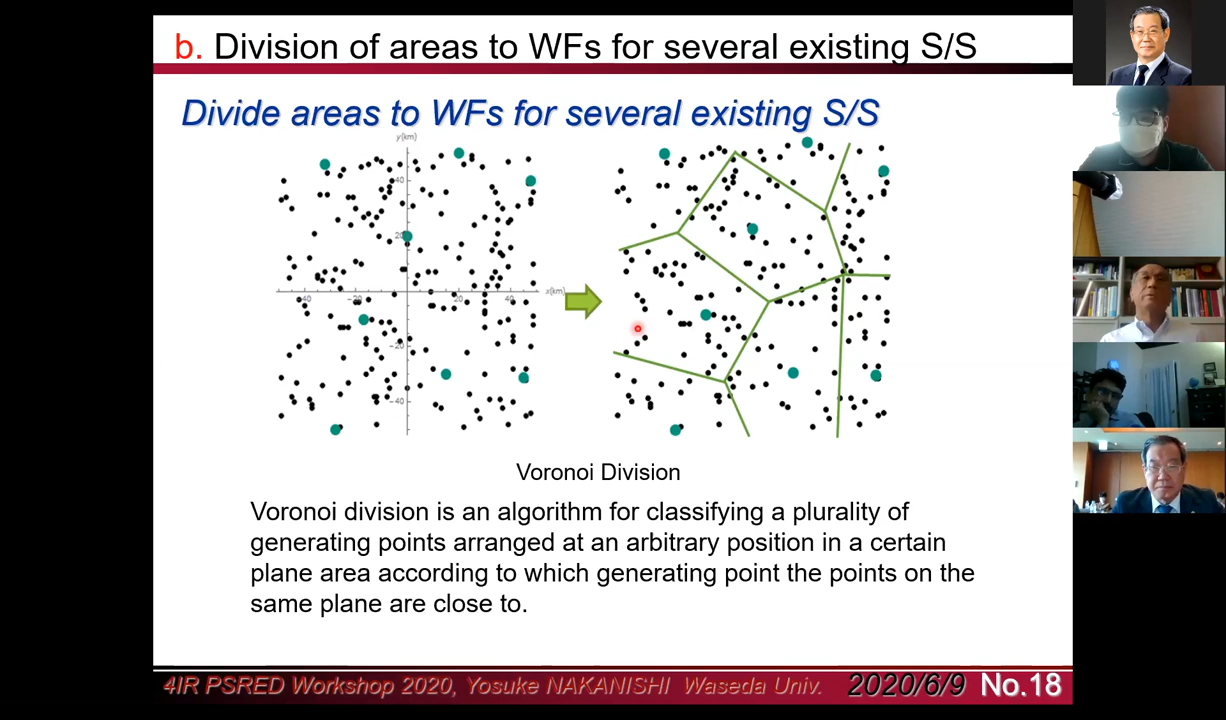 b. Division of areas to WFs for several existing S/S
Divide areas to WFs for several existing S/S
y(km)
40
20
-40
-20
20
40
x(km)
-20
-40
Voronoi Division
Voronoi division is an algorithm for classifying a plurality of
generating points arranged at an arbitrary position in a certain
plane area according to which generating point the points on the
same plane are close to.
4IR PSRED Workshop 2020, Yosuke NAKANISHI Waseda Univ. 2020/6/9 No.18